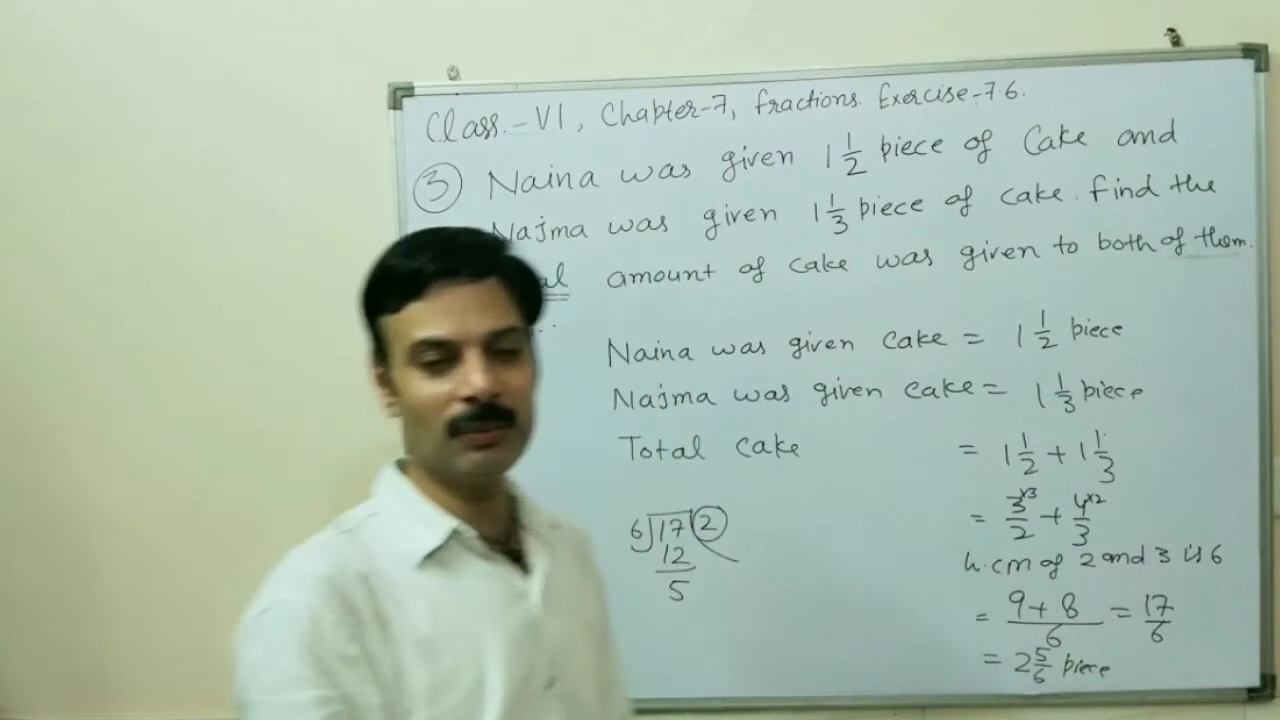 Class.-VI, Chapter-7, fractions. Exercise-7.6.
③ Naina was given 1 1/2 piece of Cake and
Najma was given 1 1/3 piece of cake. find the
amount of cake was given to both of them.
Naina was given cake = 1 1/2 piece
Najma was given cake = 1 1/3 piece
Total cake = 1 1/2 + 1 1/3
= 3×3/2 + 4×2/3
L.cm of 2 and 3 is 6
= 9+8/6 = 17/6
= 2 5/6 piece
6)17(2
12
5